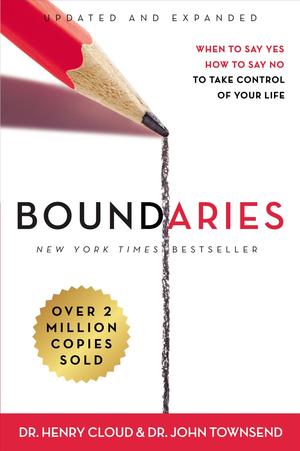 UPDATED AND EXPANDED
WHEN TO SAY YES
HOW TO SAY NO
TO TAKE CONTROL
OF YOUR LIFE
BOUNDARIES
NEW YORK TIMES BESTSELLER
OVER 2
MILLION
COPIES
SOLD
DR. HENRY CLOUD & DR. JOHN TOWNSEND